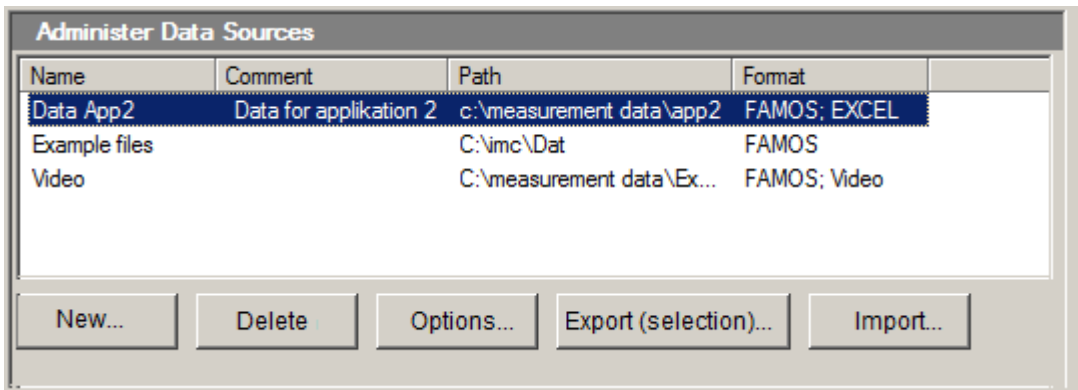 Administer Data Sources
Name Comment Path Format
Data App2 Data for applikation 2 c:\measurement data\app2 FAMOS; EXCEL
Example files C:\imc\Dat FAMOS
Video C:\measurement data\Ex... FAMOS; Video
New... Delete Options... Export (selection)... Import...